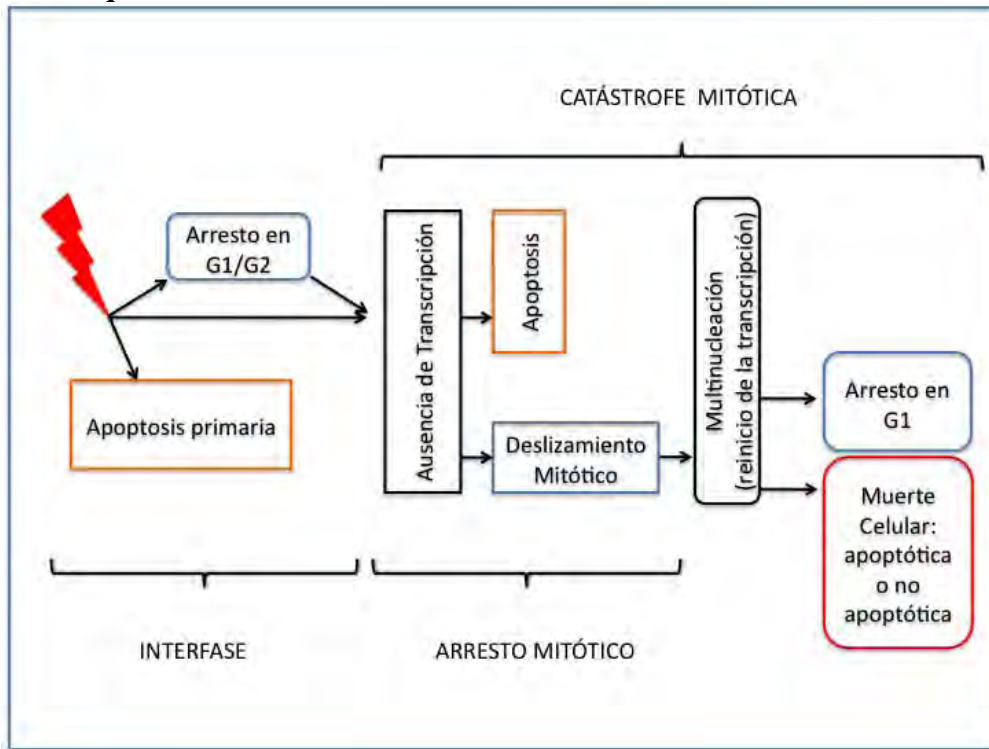 CATÁSTROFE MITÓTICA
Arresto en
G1/G2
Apoptosis primaria
Ausencia de Transcripción
Apoptosis
Deslizamiento
Mitótico
Multinucleación
(reinicio de la transcripción)
Arresto en
G1
Muerte
Celular:
apoptótica
o no
apoptótica
INTERFASE
ARRESTO MITÓTICO